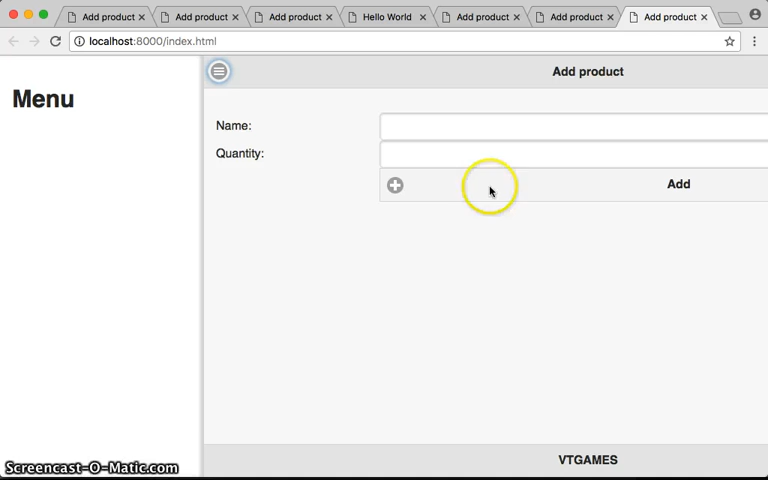 Add product
Add product
Add product
Hello World
Add product
Add product
Add product
localhost:8000/index.html
Menu
Add product
Name:
Quantity:
Add
VTGAMES
Screencast-O-Matic.com